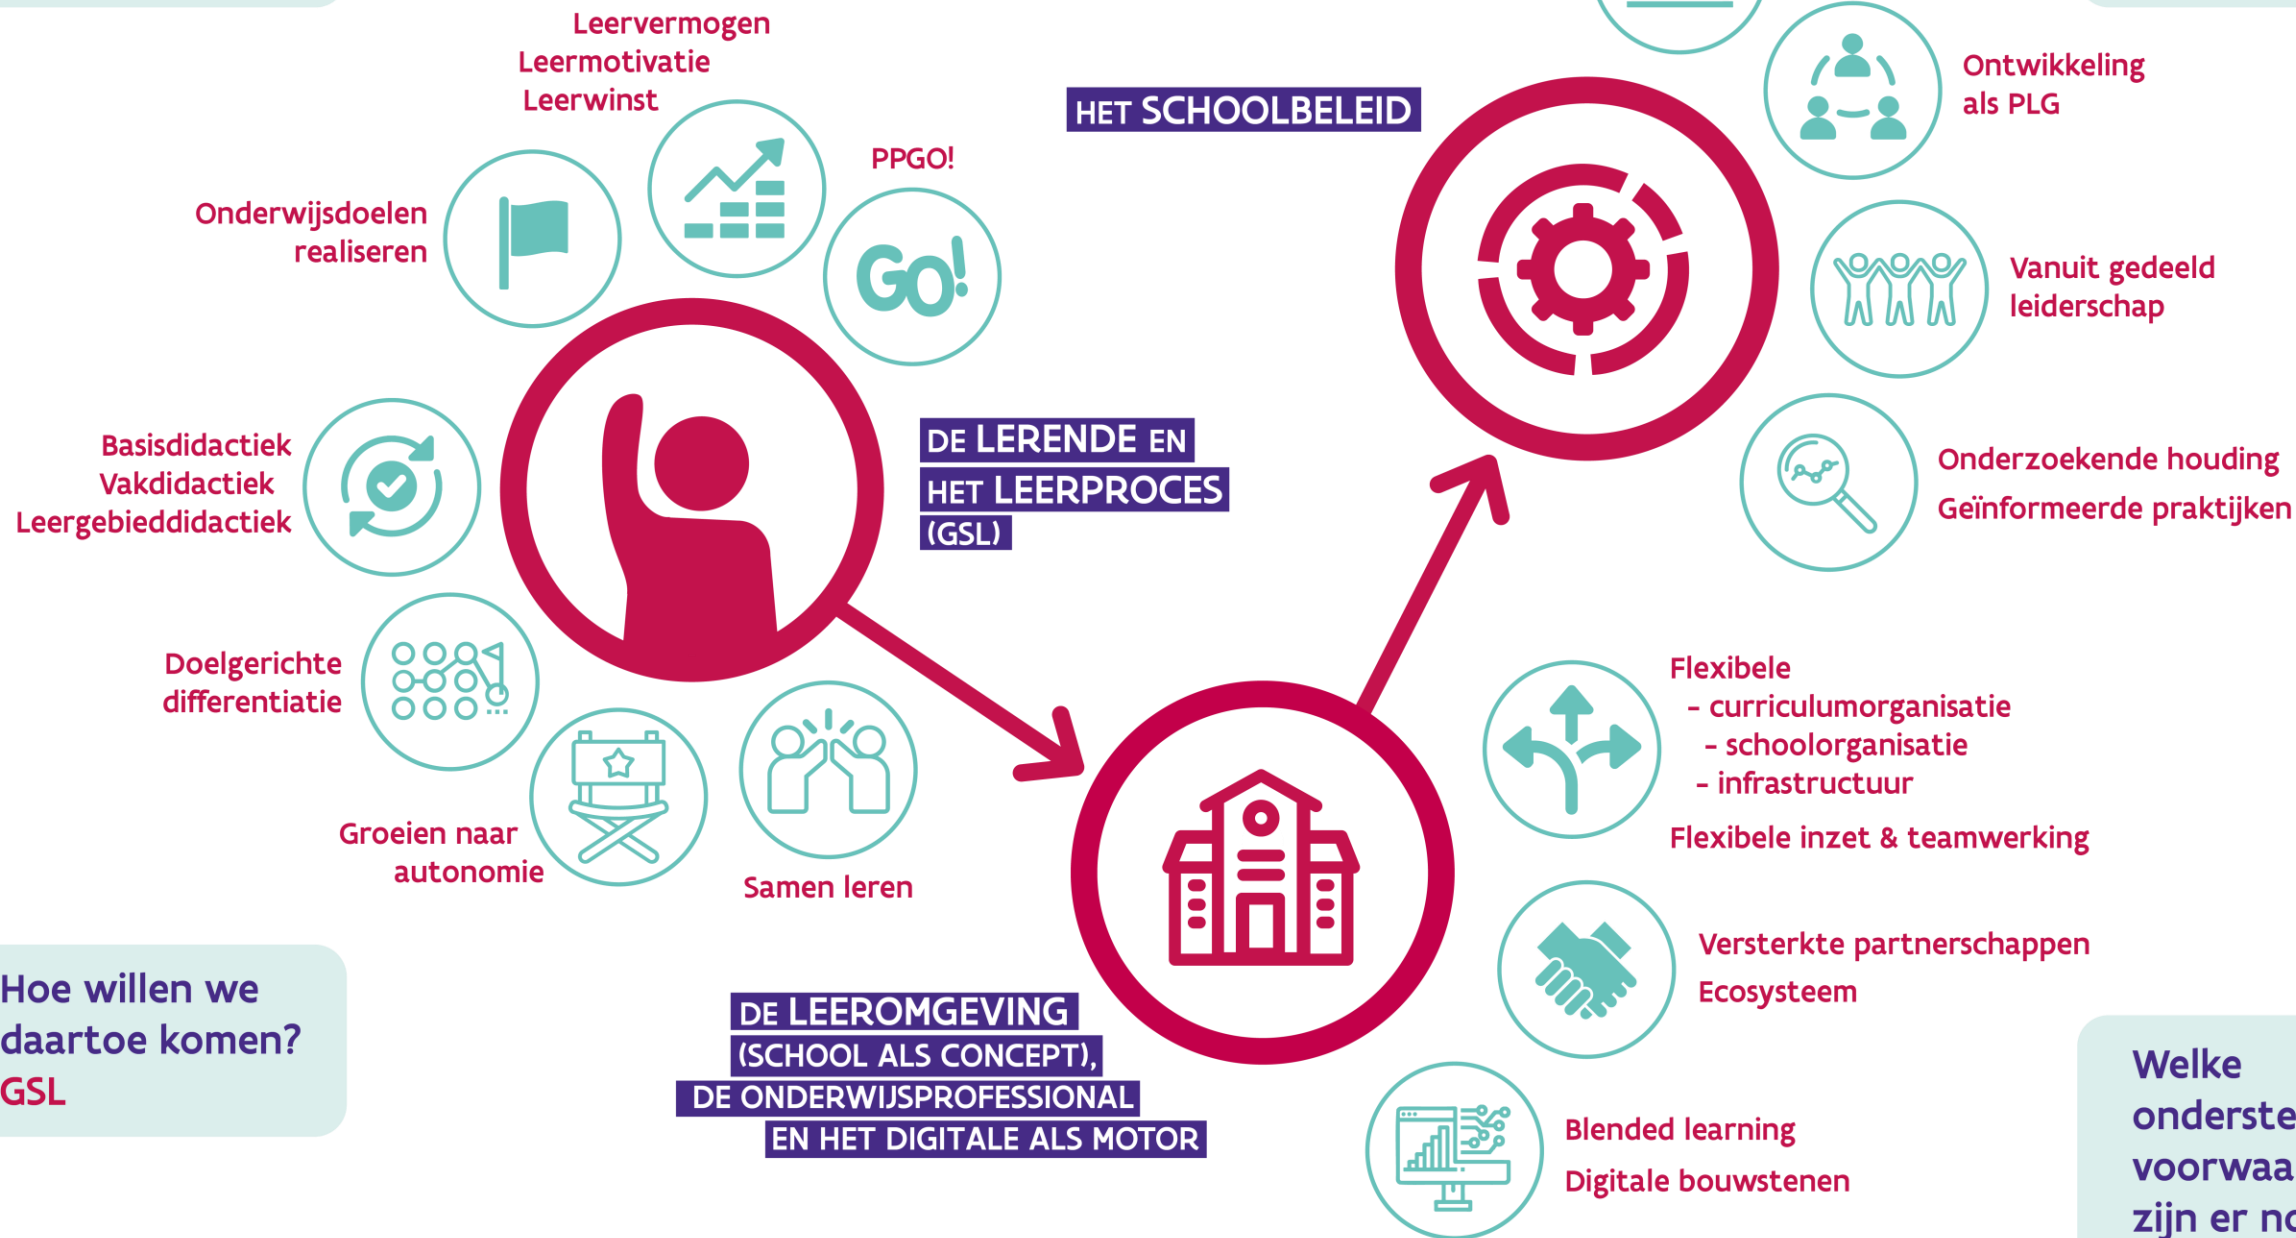 Leervermogen
Leermotivatie
Leerwinst
PPGO!
GO!
Onderwijsdoelen
realiseren
Basisdidactiek
Vakdidactiek
Leergebieddidactiek
Doelgerichte
differentiatie
Groeien naar
autonomie
Samen leren
DE LERENDE EN
HET LEERPROCES
(GSL)
HET SCHOOLBELEID
Ontwikkeling
als PLG
Vanuit gedeeld
leiderschap
Onderzoekende houding
Geïnformeerde praktijken
Flexibele
- curriculumorganisatie
- schoolorganisatie
- infrastructuur
Flexibele inzet & teamwerking
Versterkte partnerschappen
Ecosysteem
Blended learning
Digitale bouwstenen
DE LEEROMGEVING
(SCHOOL ALS CONCEPT),
DE ONDERWIJSPROFESSIONAL
EN HET DIGITALE ALS MOTOR
Hoe willen we
daartoe komen?
GSL
Welke
zijn er